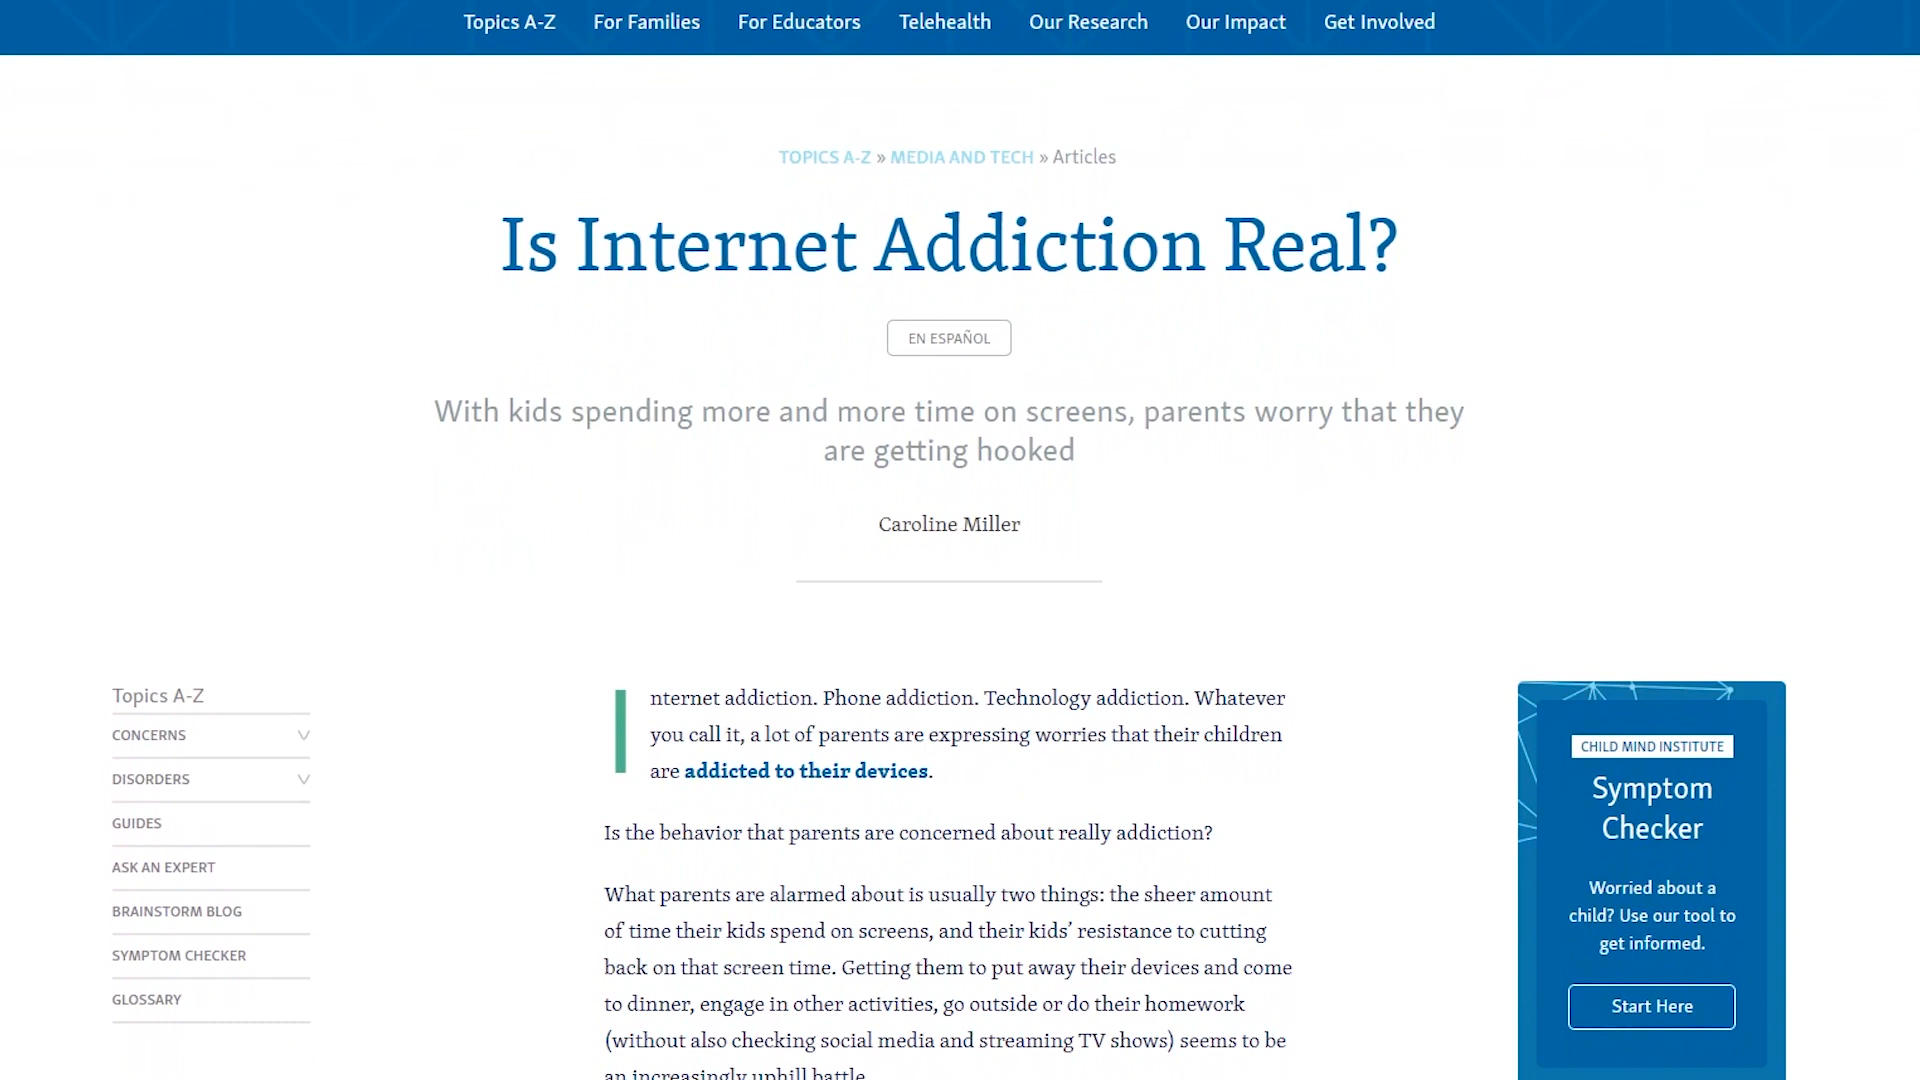 Topics A-Z For Families For Educators Telehealth Our Research Our Impact Get Involved
TOPICS A-Z » MEDIA AND TECH » Articles
Is Internet Addiction Real?
EN ESPAÑOL
With kids spending more and more time on screens, parents worry that they
are getting hooked
Caroline Miller
Topics A-Z
CONCERNS
DISORDERS
GUIDES
ASK AN EXPERT
BRAINSTORM BLOG
SYMPTOM CHECKER
GLOSSARY
Internet addiction. Phone addiction. Technology addiction. Whatever
you call it, a lot of parents are expressing worries that their children
are addicted to their devices.
Is the behavior that parents are concerned about really addiction?
What parents are alarmed about is usually two things: the sheer amount
of time their kids spend on screens, and their kids’ resistance to cutting
back on that screen time. Getting them to put away their devices and come
to dinner, engage in other activities, go outside or do their homework
(without also checking social media and streaming TV shows) seems to be
an increasingly uphill battle.
CHILD MIND INSTITUTE
Symptom
Checker
Worried about a
child? Use our tool to
get informed.
Start Here